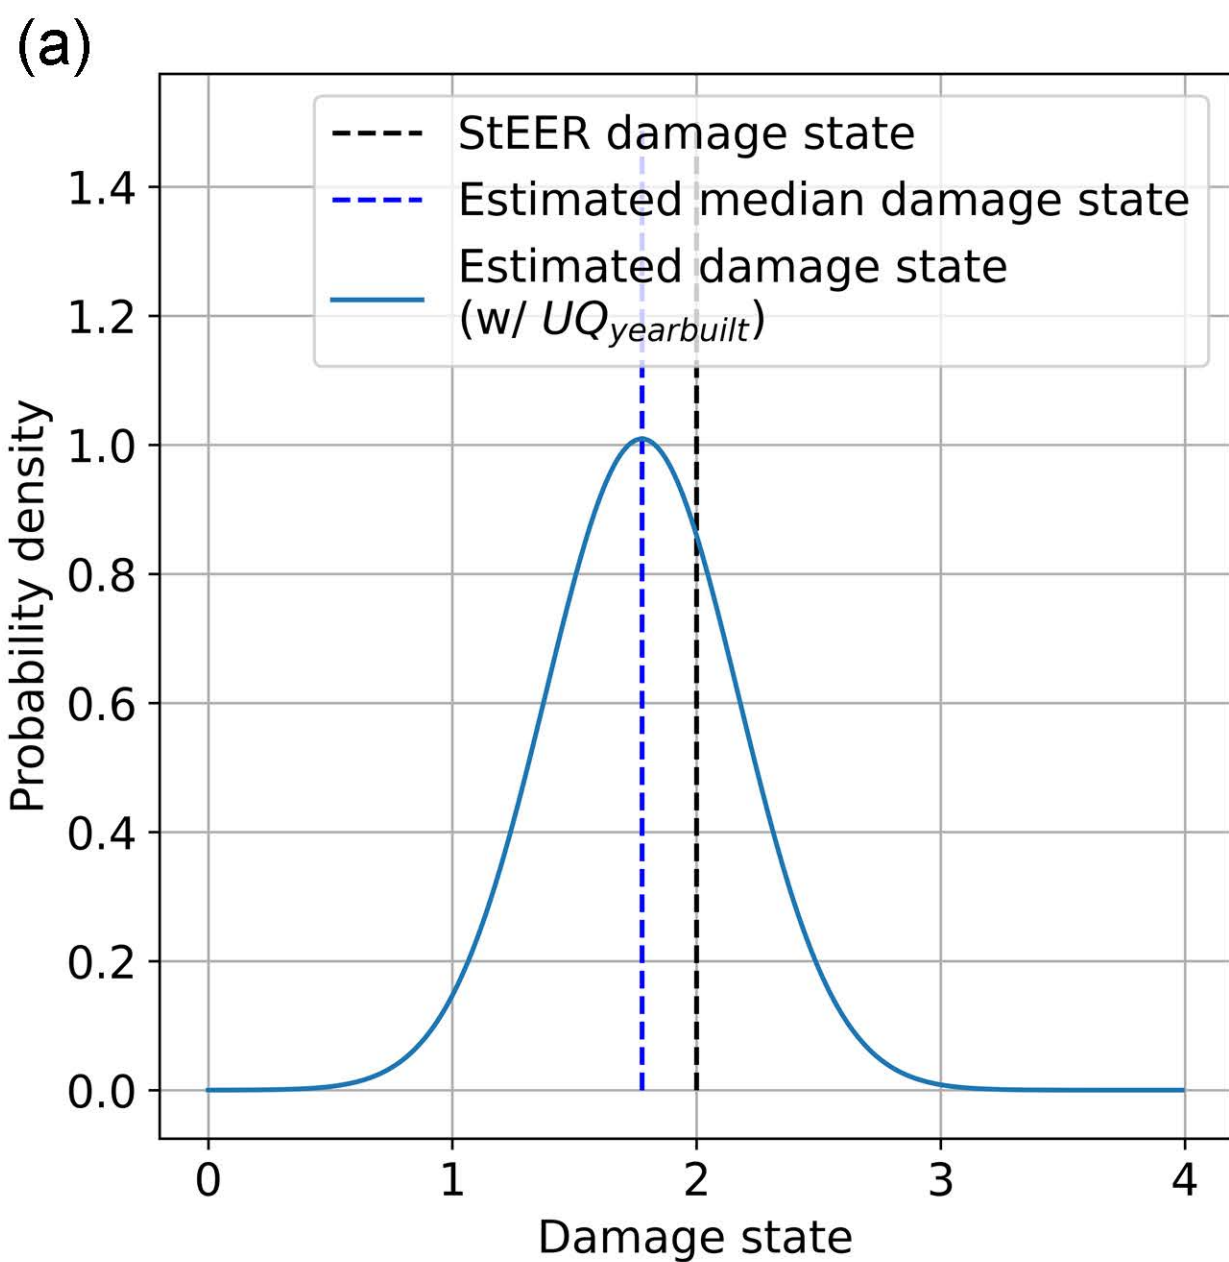 (a)
StEER damage state
Estimated median damage state
Estimated damage state
(w/ UQyearbuilt)
1.4
1.2
1.0
0.8
0.6
0.4
0.2
0.0
Probability density
0 1 2 3 4
Damage state